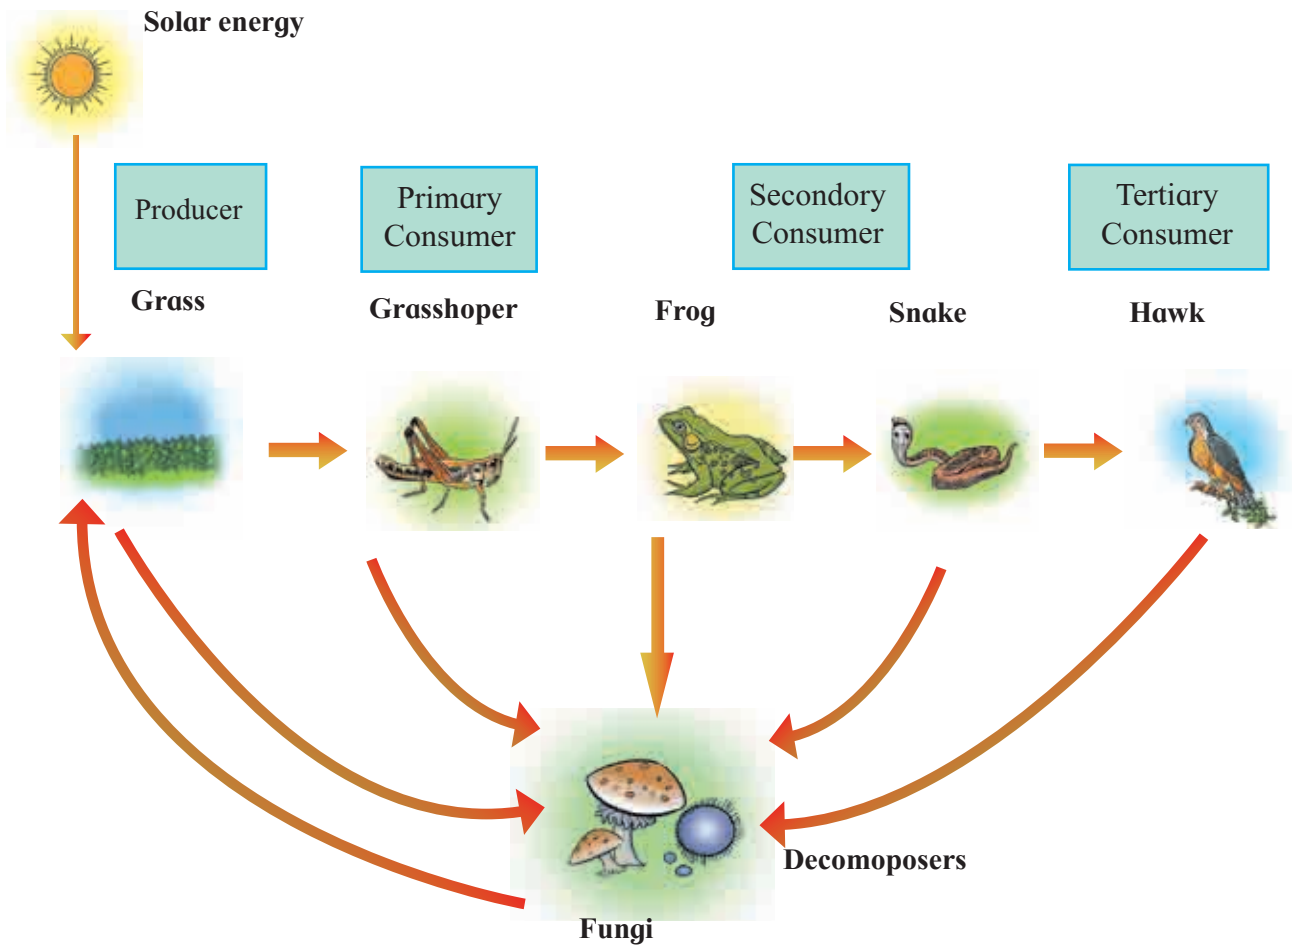 Solar energy
Producer
Primary
Consumer
Secondory
Consumer
Tertiary
Consumer
Grass
Grasshoper
Frog
Snake
Hawk
Decomoposers
Fungi